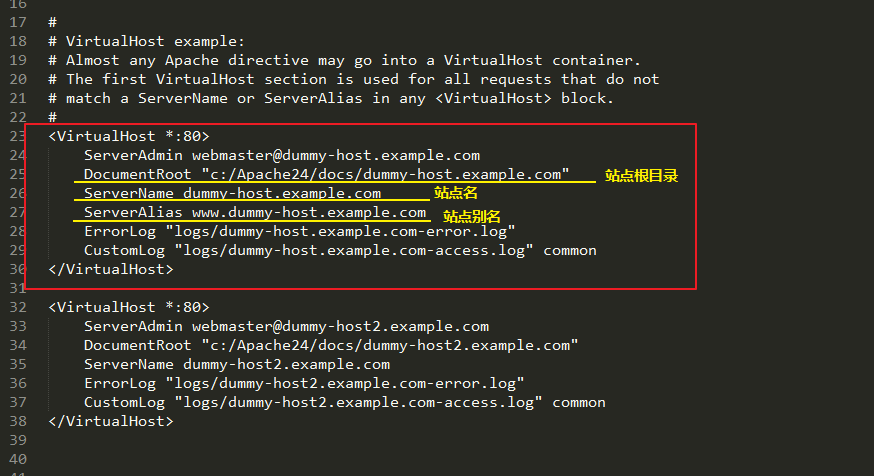 16
17 #
18 # VirtualHost example:
19 # Almost any Apache directive may go into a VirtualHost container.
20 # The first VirtualHost section is used for all requests that do not
21 # match a ServerName or ServerAlias in any <VirtualHost> block.
22 #
23 <VirtualHost *:80>
24 ServerAdmin webmaster@dummy-host.example.com
25 DocumentRoot "c:/Apache24/docs/dummy-host.example.com" 站点根目录
26 ServerName dummy-host.example.com 站点名
27 ServerAlias www.dummy-host.example.com 站点别名
28 ErrorLog "logs/dummy-host.example.com-error.log"
29 CustomLog "logs/dummy-host.example.com-access.log" common
30 </VirtualHost>
31
32 <VirtualHost *:80>
33 ServerAdmin webmaster@dummy-host2.example.com
34 DocumentRoot "c:/Apache24/docs/dummy-host2.example.com"
35 ServerName dummy-host2.example.com
36 ErrorLog "logs/dummy-host2.example.com-error.log"
37 CustomLog "logs/dummy-host2.example.com-access.log" common
38 </VirtualHost>
39
40